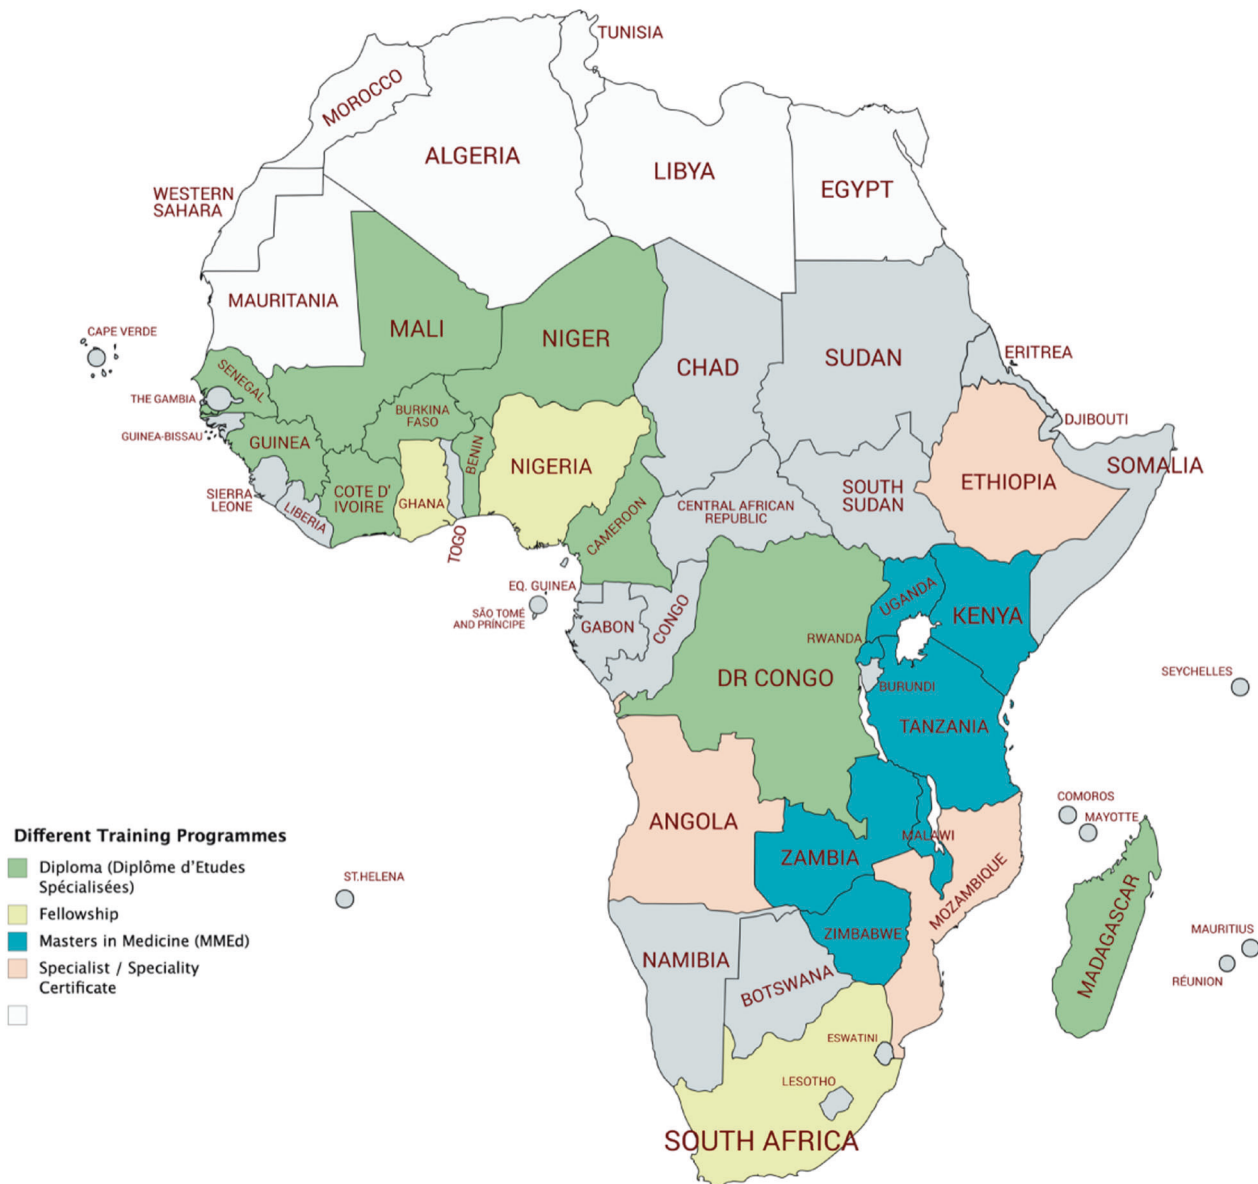 TUNISIA
MOROCCO
ALGERIA
LIBYA
EGYPT
WESTERN
SAHARA
MAURITANIA
CAPE VERDE
MALI
NIGER
CHAD
SUDAN
ERITREA
SENEGAL
THE GAMBIA
BURKINA
FASO
DJIBOUTI
GUINEA-BISSAU
GUINEA
BENIN
NIGERIA
SOMALIA
SIERRA
LEONE
LIBERIA
COTE D'
IVOIRE
GHANA
TOGO
CAMEROON
CENTRAL AFRICAN
REPUBLIC
SOUTH
SUDAN
ETHIOPIA
EQ. GUINEA
SÃO TOMÉ
AND PRÍNCIPE
GABON
CONGO
UGANDA
KENYA
RWANDA
DR CONGO
BURUNDI
SEYCHELLES
TANZANIA
COMOROS
MAYOTTE
ANGOLA
ZAMBIA
MALAWI
MOZAMBIQUE
Different Training Programmes
Diploma (Diplôme d'Etudes
Spécialisées)
Fellowship
Masters in Medicine (MMEd)
Specialist / Speciality
Certificate
ST.HELENA
NAMIBIA
BOTSWANA
ZIMBABWE
MADAGASCAR
MAURITIUS
RÉUNION
ESWATINI
LESOTHO
SOUTH AFRICA